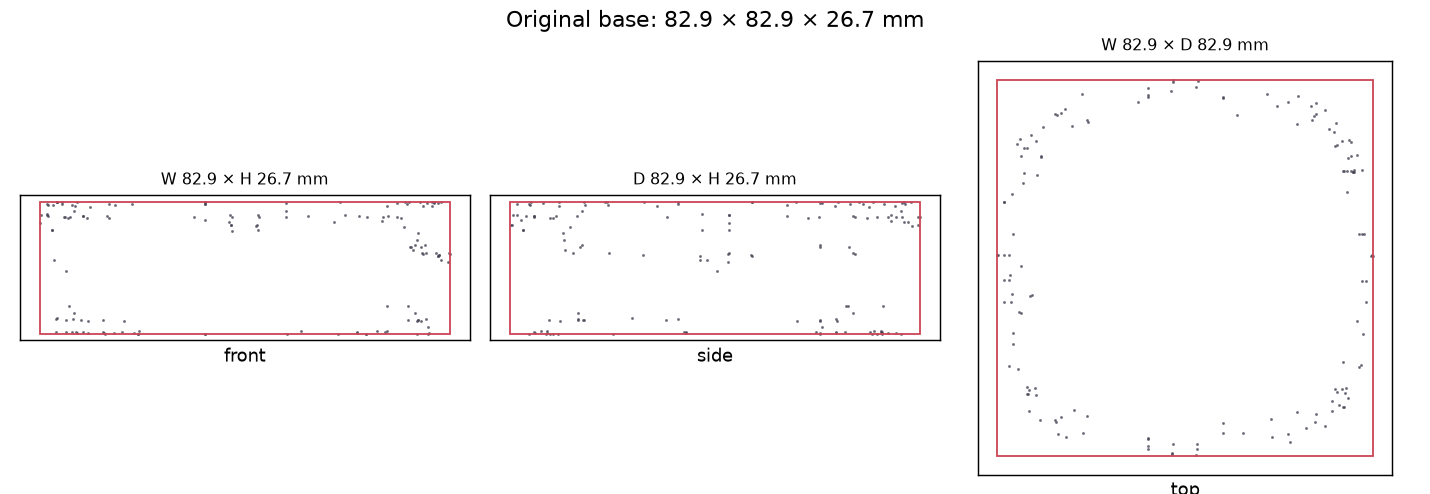 Original base: 82.9 × 82.9 × 26.7 mm
W 82.9 × D 82.9 mm
W 82.9 × H 26.7 mm
D 82.9 × H 26.7 mm
front
side
top